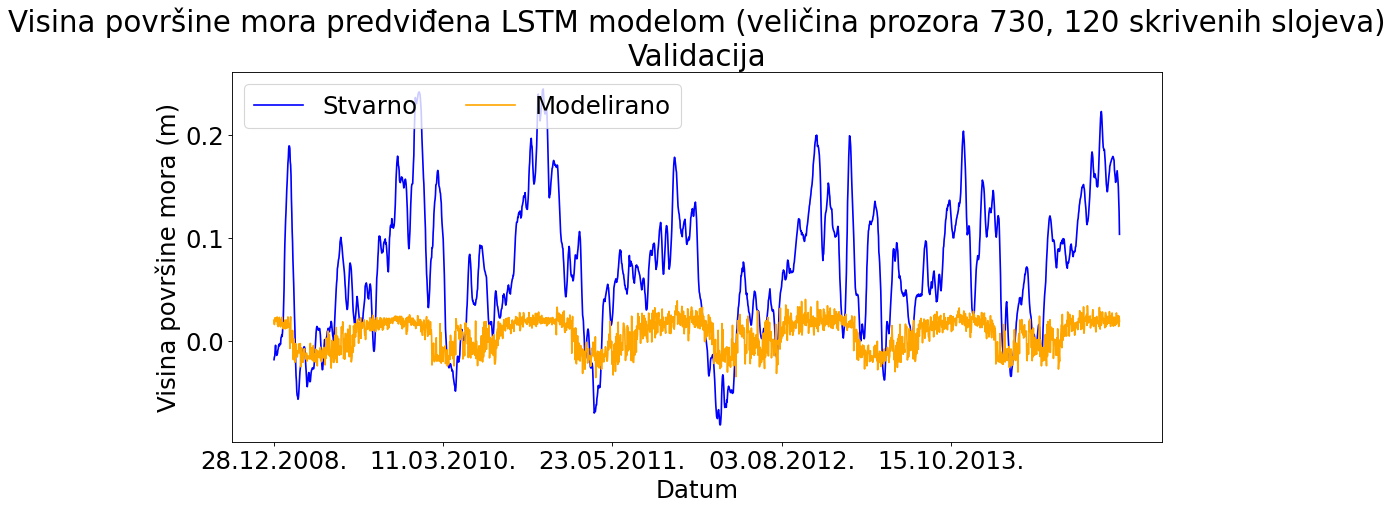 Visina površine mora predviđena LSTM modelom (veličina prozora 730, 120 skrivenih slojeva)
Validacija
Stvarno Modelirano
Visina površine mora (m)
0.2
0.1
0.0
28.12.2008. 11.03.2010. 23.05.2011. 03.08.2012. 15.10.2013.
Datum